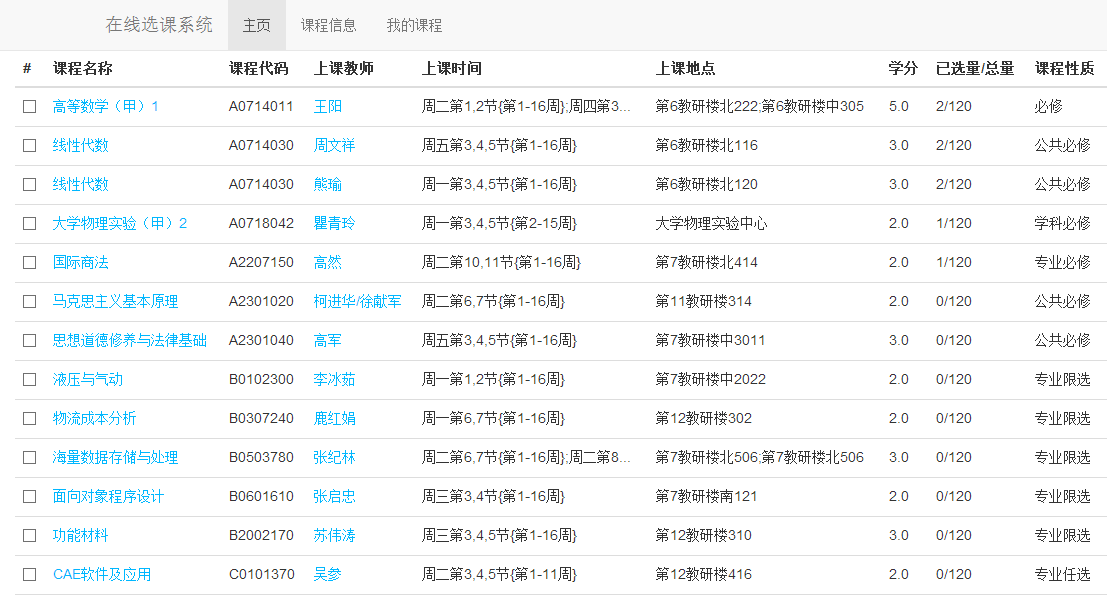 在线选课系统 主页 课程信息 我的课程
# 课程名称 课程代码 上课教师 上课时间 上课地点 学分 已选量/总量 课程性质
高等数学（甲）1 A0714011 王阳 周二第1,2节{第1-16周};周四第3... 第6教研楼北222;第6教研楼中305 5.0 2/120 必修
线性代数 A0714030 周文祥 周五第3,4,5节{第1-16周} 第6教研楼北116 3.0 2/120 公共必修
线性代数 A0714030 熊瑜 周一第3,4,5节{第1-16周} 第6教研楼北120 3.0 2/120 公共必修
大学物理实验（甲）2 A0718042 瞿青玲 周一第3,4,5节{第2-15周} 大学物理实验中心 2.0 1/120 学科必修
国际商法 A2207150 高然 周二第10,11节{第1-16周} 第7教研楼北414 2.0 1/120 专业必修
马克思主义基本原理 A2301020 柯进华/徐献军 周二第6,7节{第1-16周} 第11教研楼314 2.0 0/120 公共必修
思想道德修养与法律基础 A2301040 高军 周五第3,4,5节{第1-16周} 第7教研楼中3011 3.0 0/120 公共必修
液压与气动 B0102300 李冰茹 周一第1,2节{第1-16周} 第7教研楼中2022 2.0 0/120 专业限选
物流成本分析 B0307240 鹿红娟 周一第6,7节{第1-16周} 第12教研楼302 2.0 0/120 专业限选
海量数据存储与处理 B0503780 张纪林 周二第6,7节{第1-16周};周二第8... 第7教研楼北506;第7教研楼北506 3.0 0/120 专业限选
面向对象程序设计 B0601610 张启忠 周三第3,4节{第1-16周} 第7教研楼南121 2.0 0/120 专业限选
功能材料 B2002170 苏伟涛 周三第3,4,5节{第1-16周} 第12教研楼310 3.0 0/120 专业限选
CAE软件及应用 C0101370 吴参 周二第3,4,5节{第1-11周} 第12教研楼416 2.0 0/120 专业任选